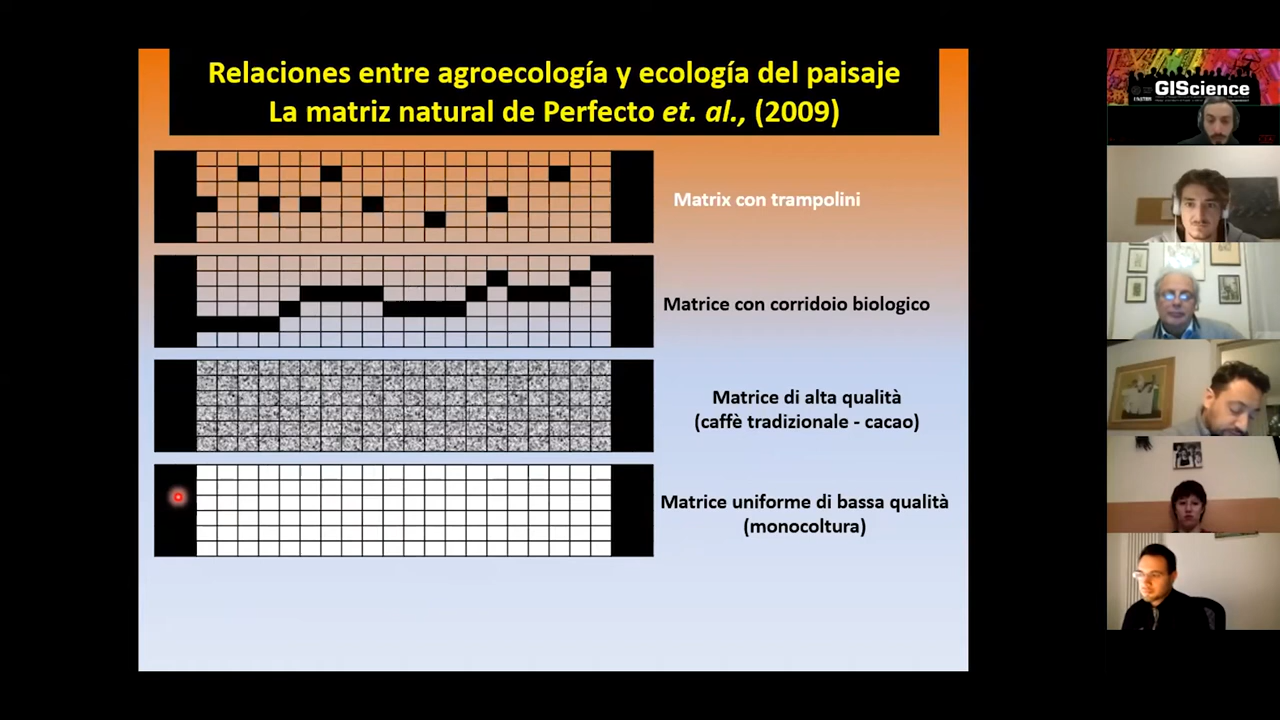 Relaciones entre agroecología y ecología del paisaje
La matriz natural de Perfecto et. al., (2009)
Matrix con trampolini
Matrice con corridoio biologico
Matrice di alta qualità
(caffè tradizionale - cacao)
Matrice uniforme di bassa qualità
(monocoltura)
GIScience